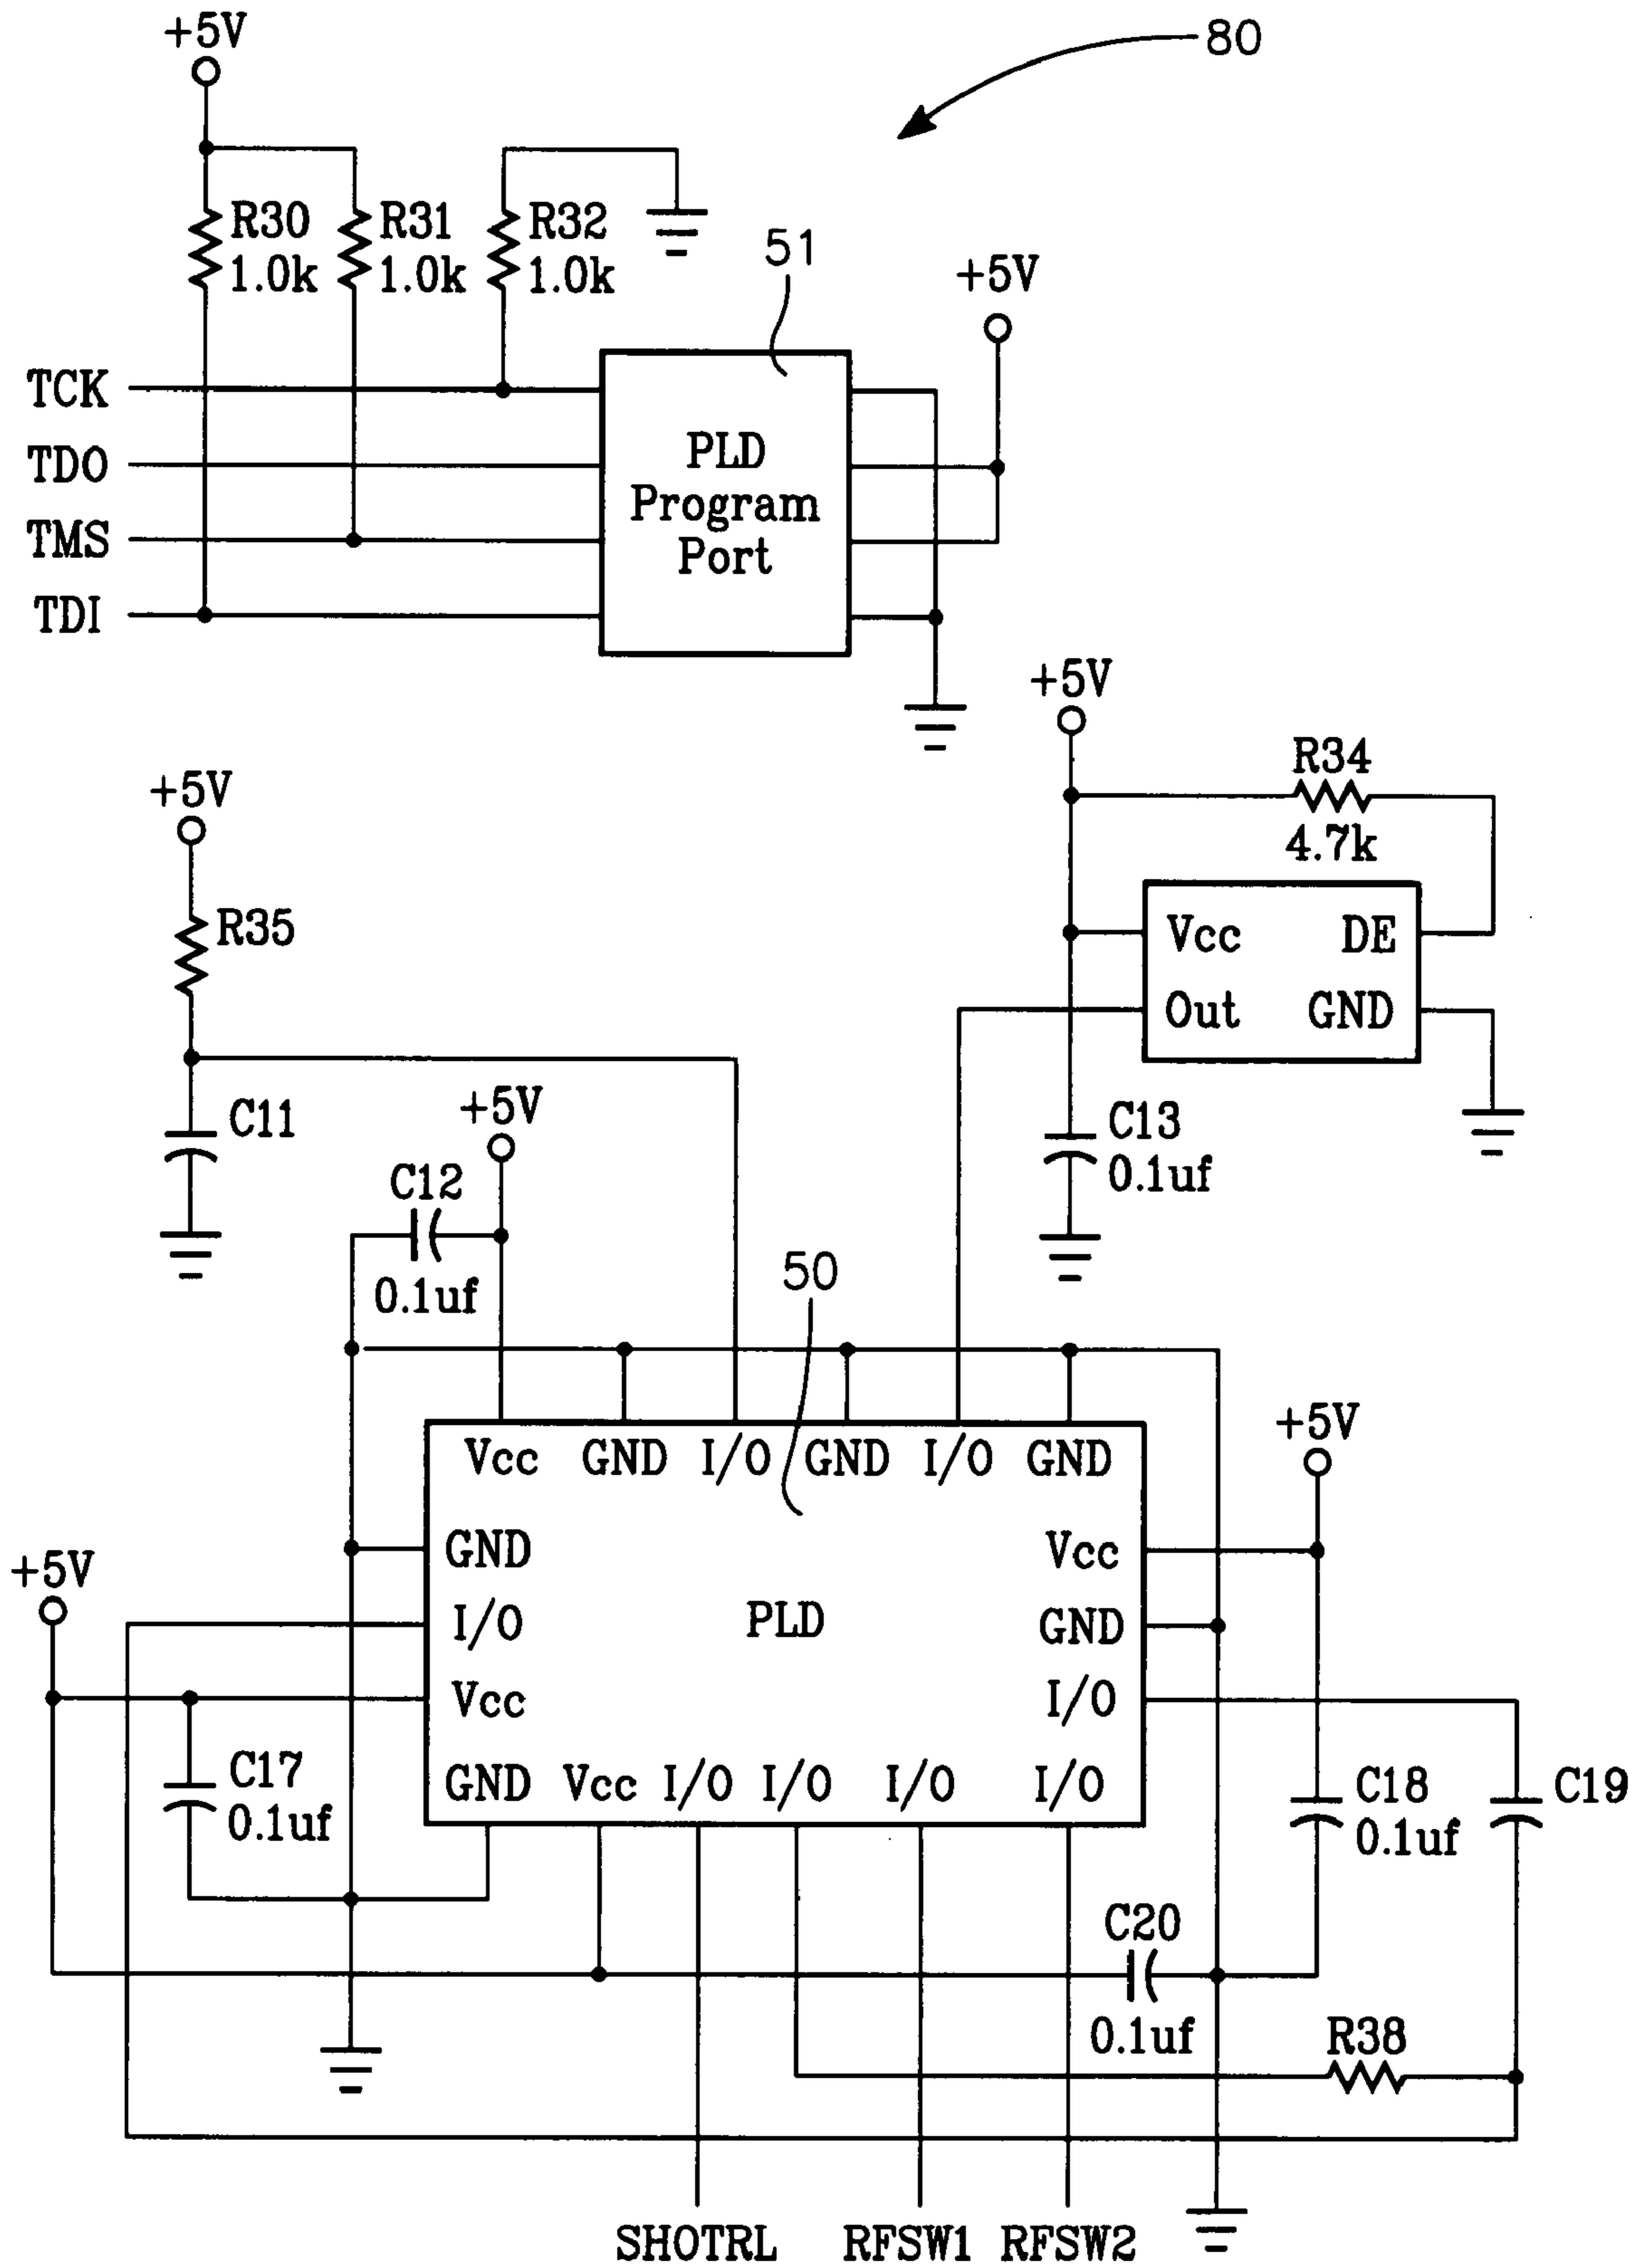 +5V
80
R30
1.0k
R31
1.0k
R32
1.0k
51
+5V
TCK
TDO
TMS
TDI
PLD
Program
Port
+5V
R34
4.7k
+5V
R35
Vcc
DE
Out
GND
C11
+5V
C13
0.1uf
C12
0.1uf
50
+5V
Vcc GND I/O GND I/O GND
GND
Vcc
+5V
I/O
PLD
GND
Vcc
I/O
C17
0.1uf
GND Vcc I/O I/O I/O I/O
C18
0.1uf
C19
C20
0.1uf
R38
SHOTRL RFSW1 RFSW2